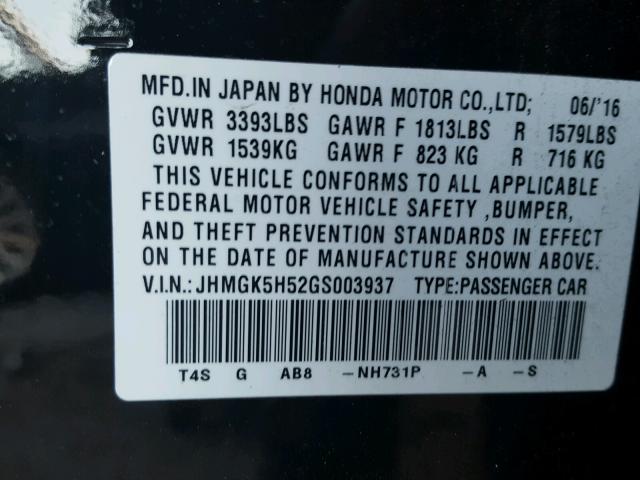 MFD.IN JAPAN BY HONDA MOTOR CO.,LTD; 06/'16
GVWR 3393LBS GAWR F 1813LBS R 1579LBS
GVWR 1539KG GAWR F 823 KG R 716 KG
THIS VEHICLE CONFORMS TO ALL APPLICABLE
FEDERAL MOTOR VEHICLE SAFETY ,BUMPER,
AND THEFT PREVENTION STANDARDS IN EFFECT
ON THE DATE OF MANUFACTURE SHOWN ABOVE.
V.I.N.:JHMGK5H52GS003937 TYPE:PASSENGER CAR
T4S G AB8 -NH731P -A -S